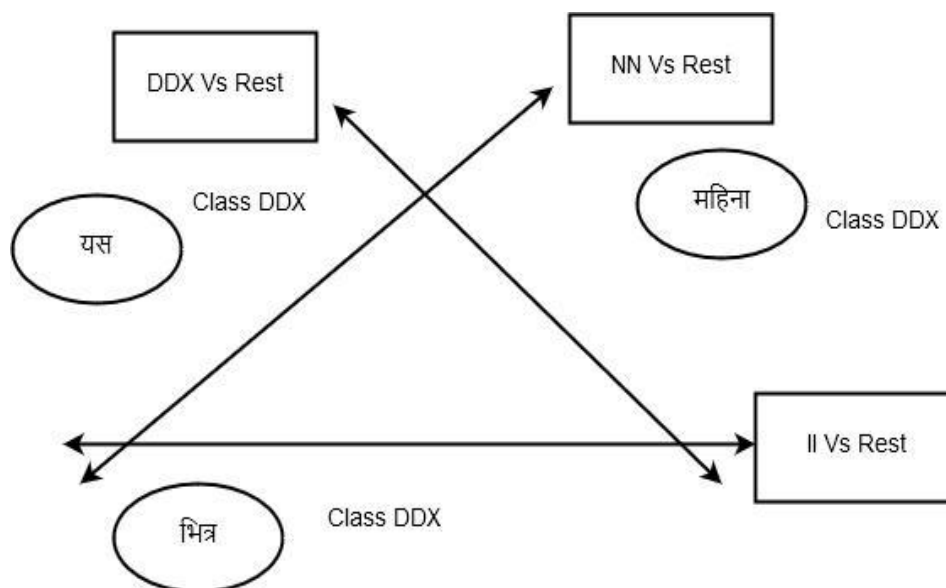 DDX Vs Rest
NN Vs Rest
यस
Class DDX
महिना
Class DDX
II Vs Rest
भित्र
Class DDX